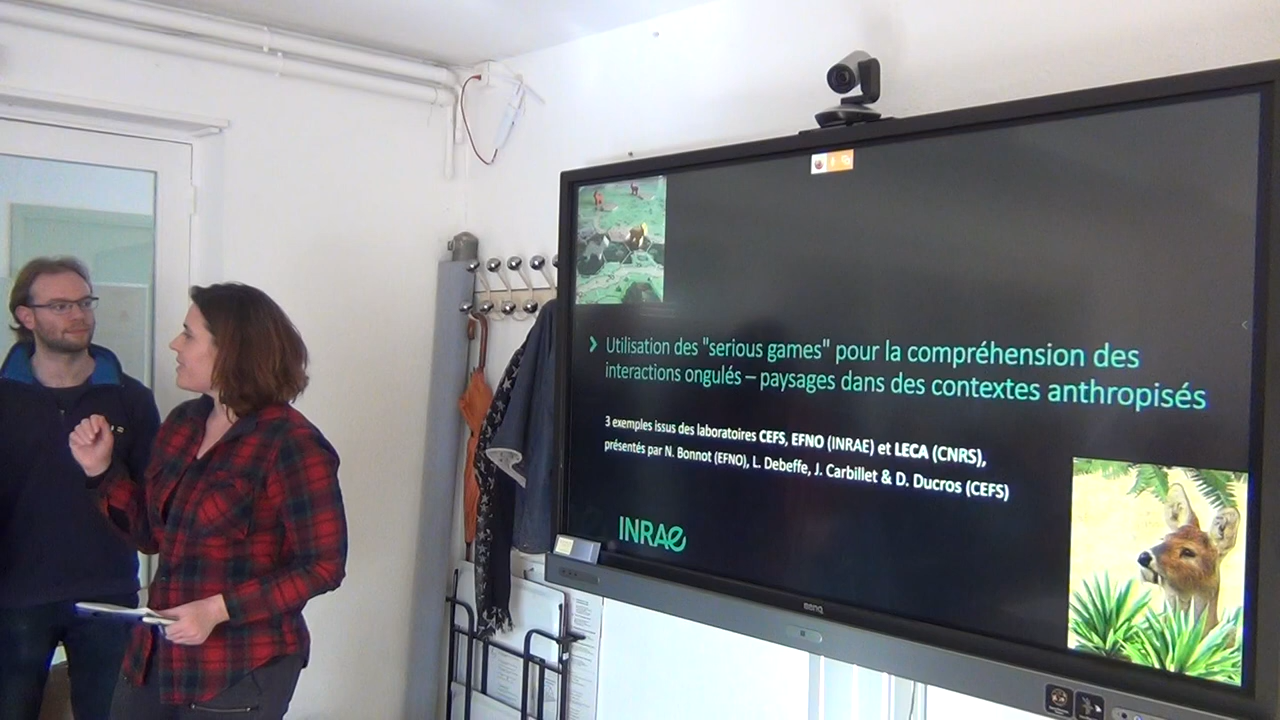 Utilisation des "serious games" pour la compréhension des
interactions ongulés – paysages dans des contextes anthropisés
3 exemples issus des laboratoires CEFS, EFNO (INRAE) et LECA (CNRS),
présentés par N. Bonnot (EFNO), L. Debeffe, J. Carbillet & D. Ducros (CEFS)
INRAE
BenQ